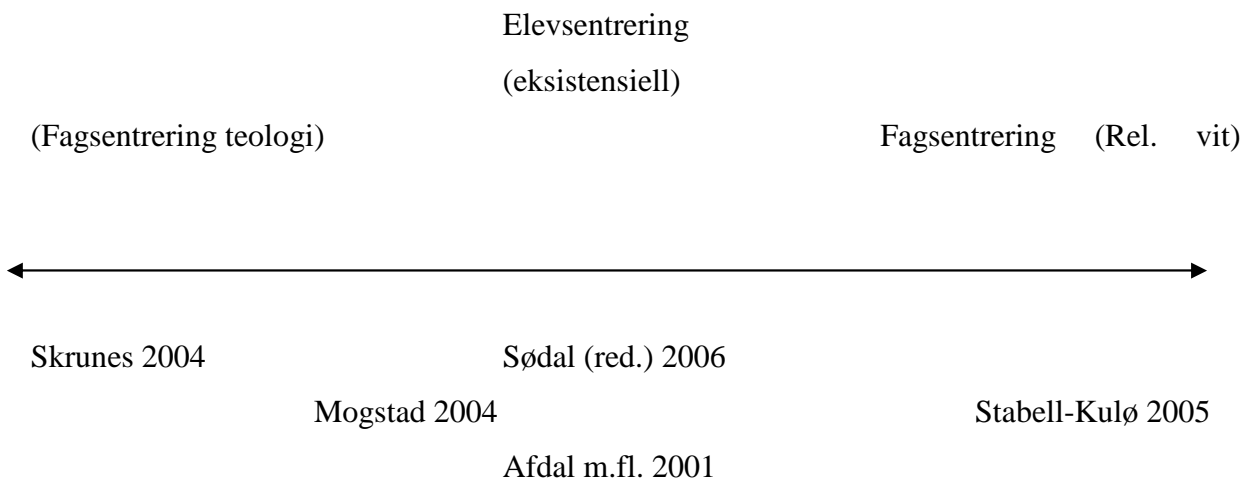 Elevsentrering
(eksistensiell)
(Fagsentrering teologi) Fagsentrering (Rel. vit)
Skrunes 2004 Sødal (red.) 2006
Mogstad 2004 Stabell-Kulø 2005
Afdal m.fl. 2001